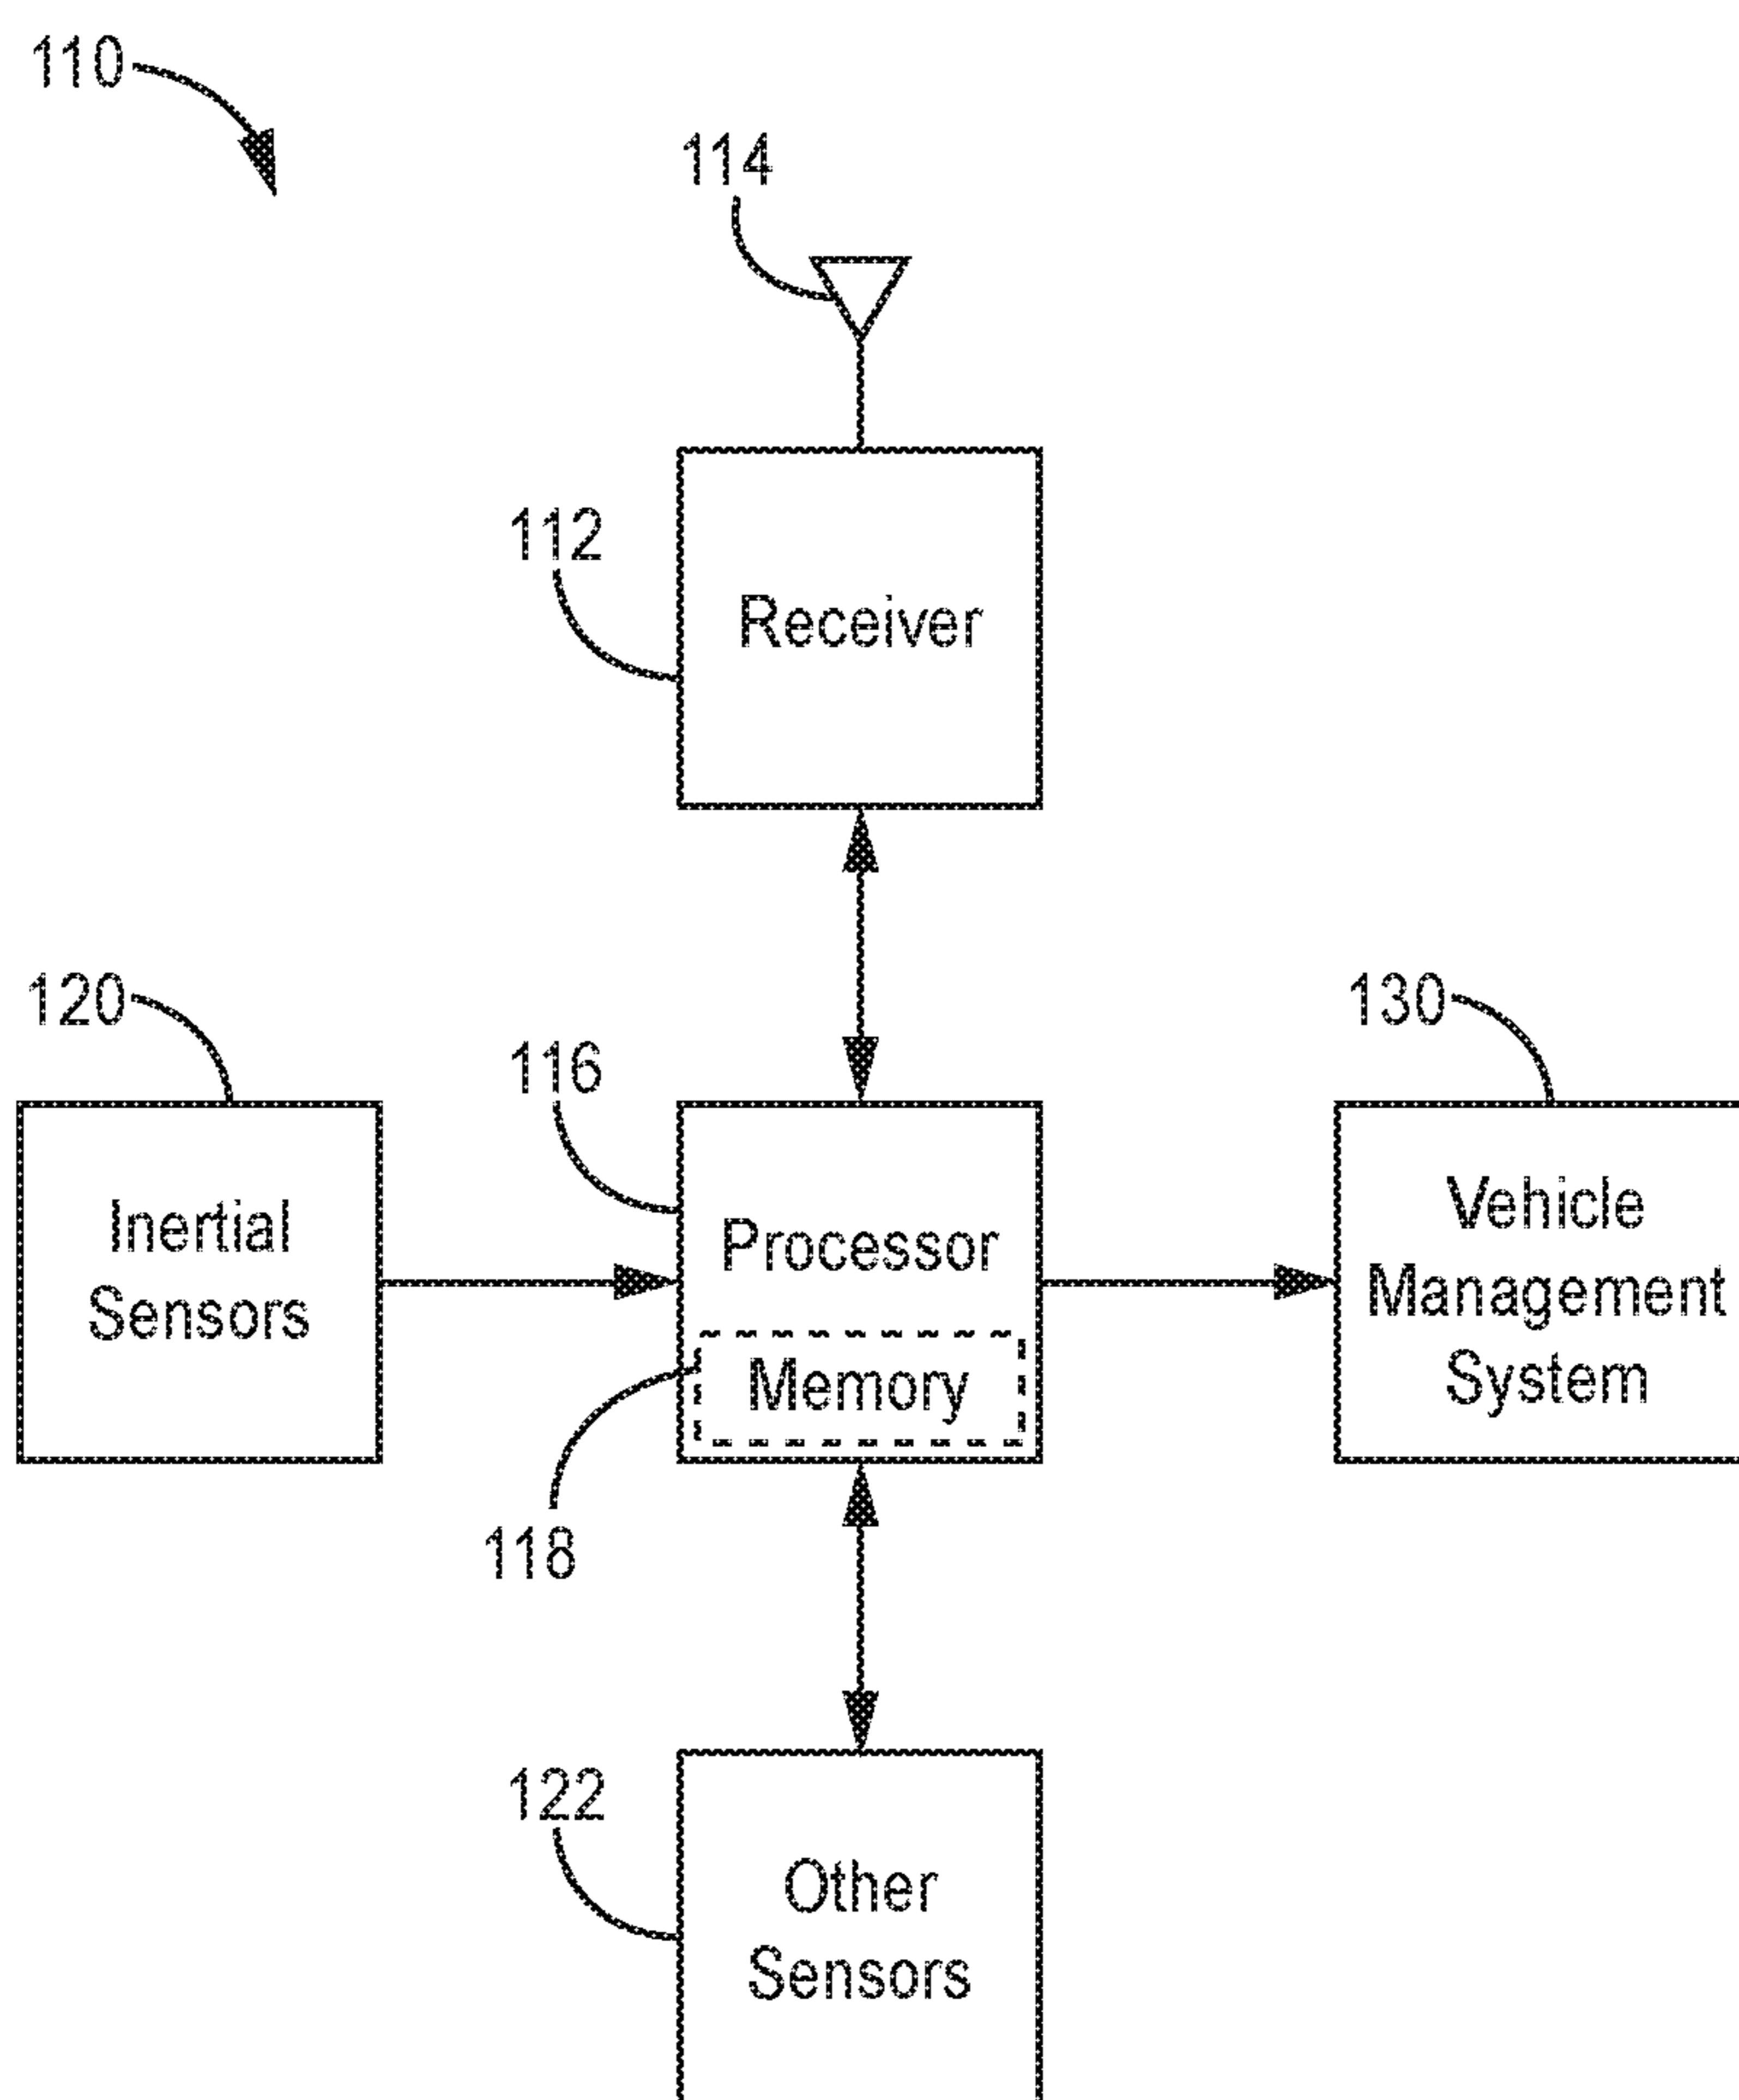 110
114
112
Receiver
120
116
130
Inertial
Sensors
Processor
Memory
Vehicle
Management
System
118
122
Other
Sensors